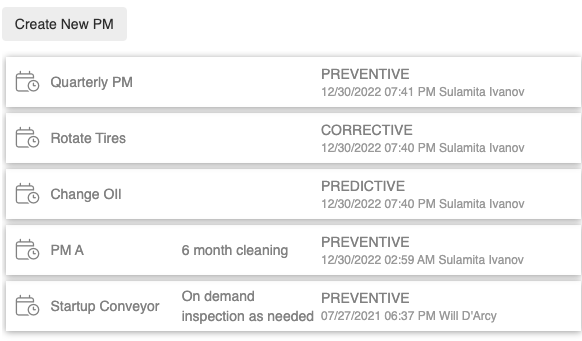 Create New PM
Quarterly PM
PREVENTIVE
12/30/2022 07:41 PM Sulamita Ivanov
Rotate Tires
CORRECTIVE
12/30/2022 07:40 PM Sulamita Ivanov
Change OIl
PREDICTIVE
12/30/2022 07:40 PM Sulamita Ivanov
PM A
6 month cleaning
PREVENTIVE
12/30/2022 02:59 AM Sulamita Ivanov
Startup Conveyor
On demand
inspection as needed
PREVENTIVE
07/27/2021 06:37 PM Will D'Arcy